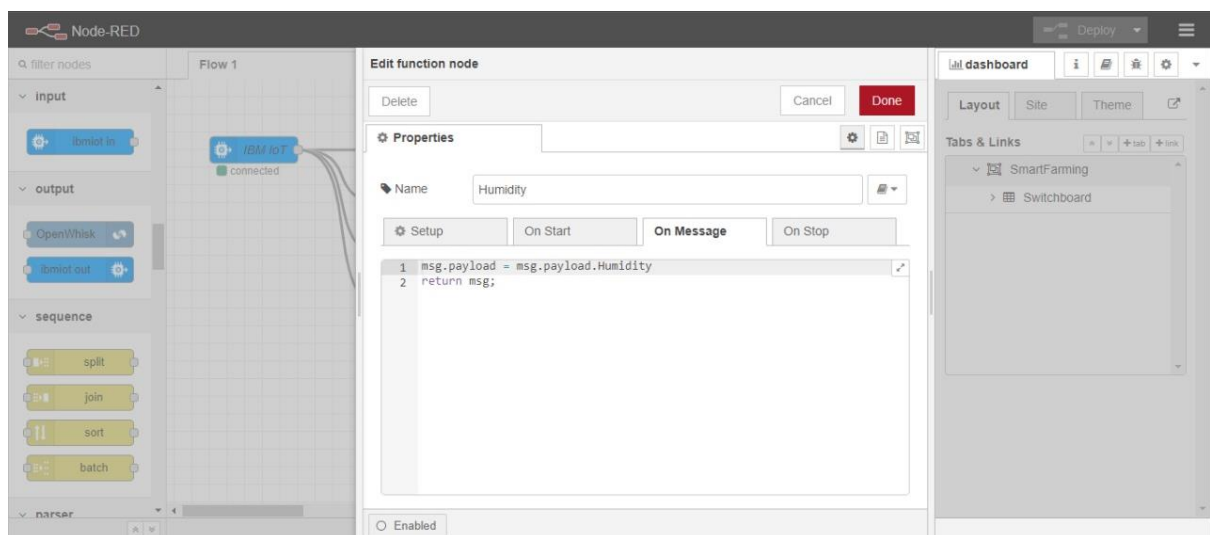 Node-RED
Deploy
filter nodes
Flow 1
Edit function node
dashboard
input
Delete
Cancel
Done
Layout
Site
Theme
ibmiot in
IBM IoT
connected
Properties
Tabs & Links
tab
link
output
Name
Humidity
SmartFarming
Switchboard
OpenWhisk
Setup
On Start
On Message
On Stop
ibmiot out
1 msg.payload = msg.payload.Humidity
2 return msg;
sequence
split
join
sort
batch
parser
Enabled